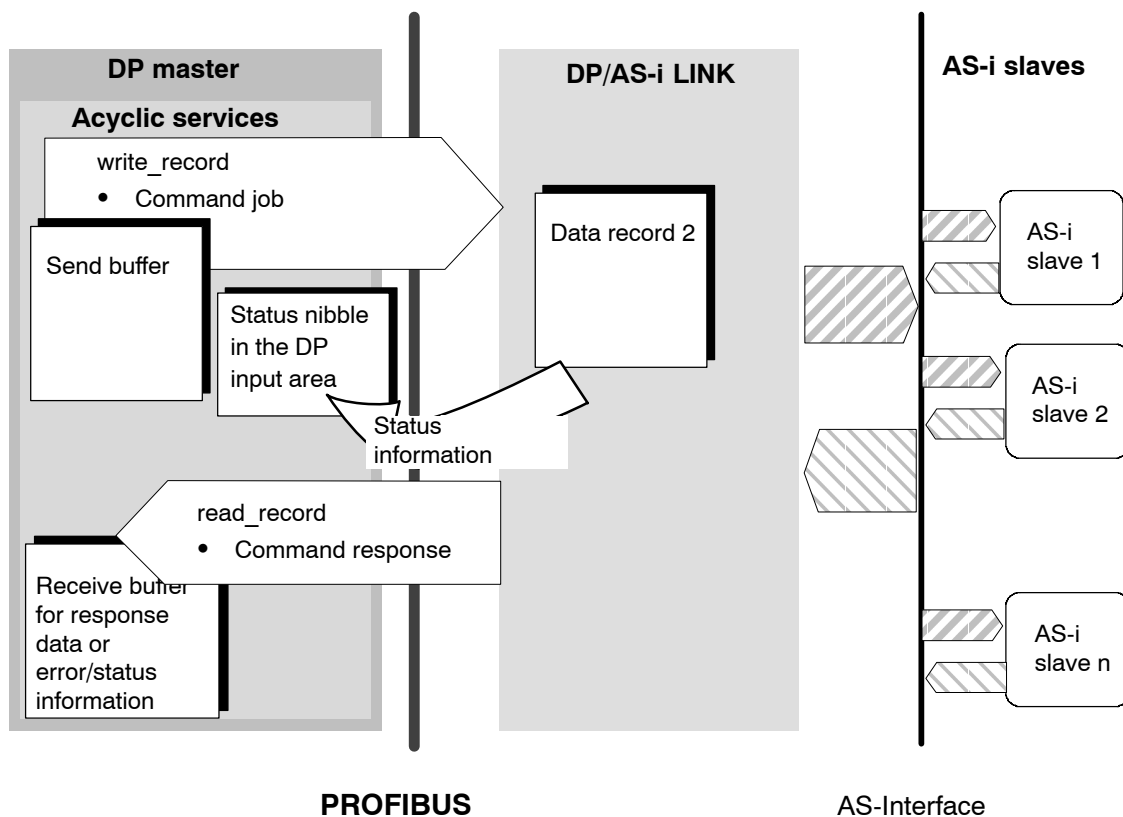 DP master
Acyclic services
write_record
• Command job
Send buffer
Status nibble
in the DP
input area
Status
information
read_record
• Command response
Receive buffer
for response
data or
error/status
information
DP/AS-i LINK
Data record 2
AS-i slaves
AS-i
slave 1
AS-i
slave 2
AS-i
slave n
PROFIBUS
AS-Interface